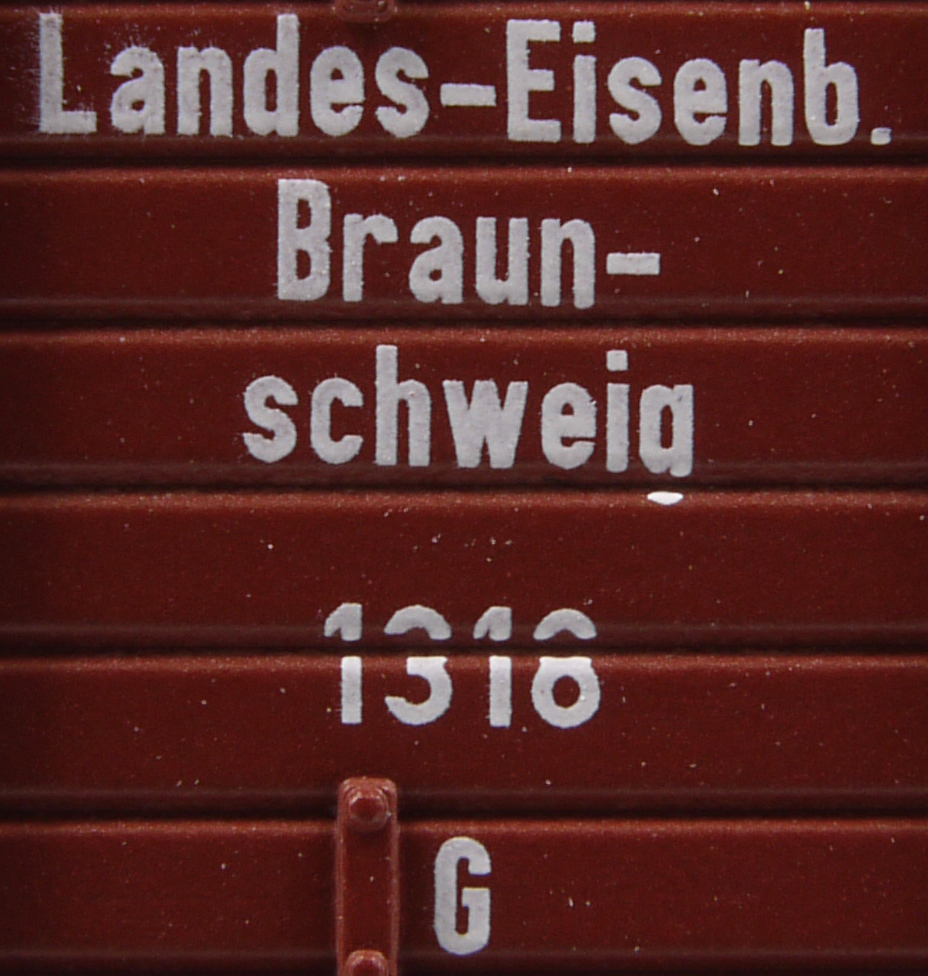 Landes-Eisenb.
Braun-
schweig
1318
G